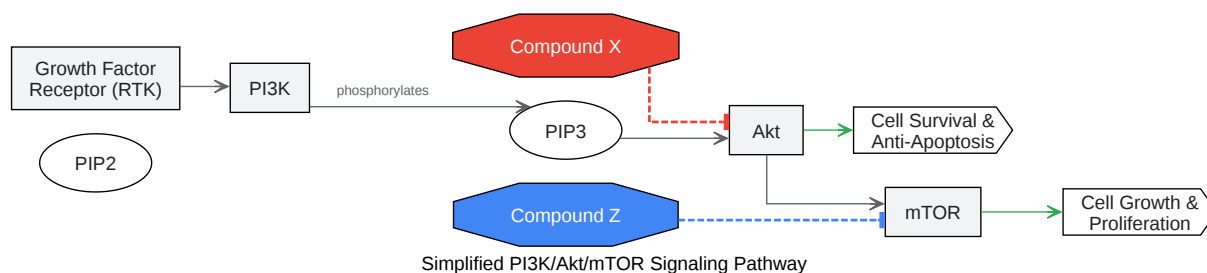 Compound X
Growth Factor
Receptor (RTK)
PI3K
phosphorylates
PIP3
Akt
Cell Survival &
Anti-Apoptosis
PIP2
Compound Z
mTOR
Cell Growth &
Proliferation
Simplified PI3K/Akt/mTOR Signaling Pathway